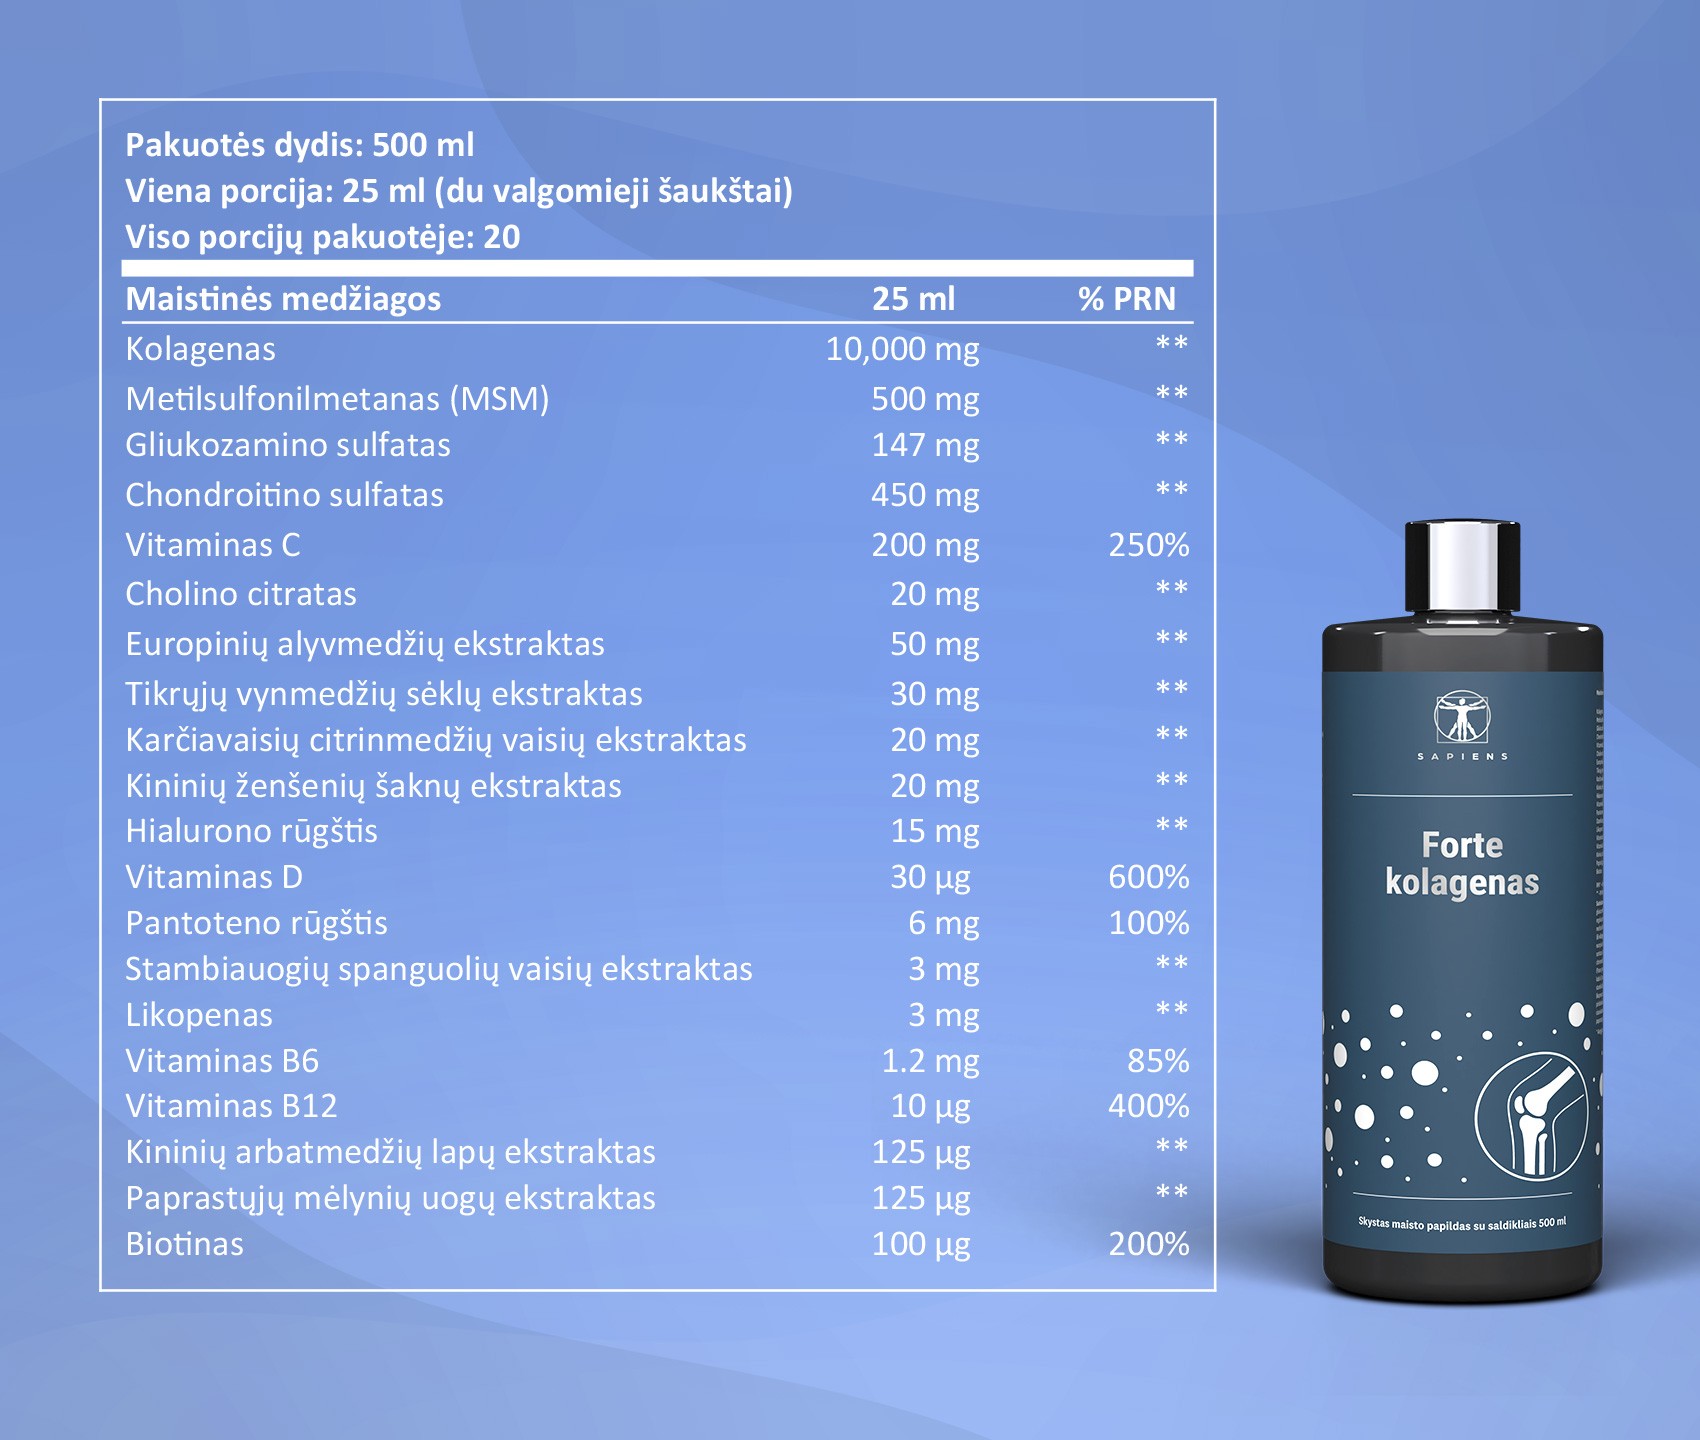 Pakuotės dydis: 500 ml
Viena porcija: 25 ml (du valgomieji šaukštai)
Viso porcijų pakuotėje: 20
Maistinės medžiagos 25 ml % PRN
Kolagenas 10,000 mg **
Metilsulfonilmetanas (MSM) 500 mg **
Gliukozamino sulfatas 147 mg **
Chondroitino sulfatas 450 mg **
Vitaminas C 200 mg 250%
Cholino citratas 20 mg **
Europinių alyvmedžių ekstraktas 50 mg **
Tikrųjų vynmedžių sėklų ekstraktas 30 mg **
Karčiavaisių citrinmedžių vaisių ekstraktas 20 mg **
Kininių ženšenių šaknų ekstraktas 20 mg **
Hialurono rūgštis 15 mg **
Vitaminas D 30 µg 600%
Pantoteno rūgštis 6 mg 100%
Stambiauogių spanguolių vaisių ekstraktas 3 mg **
Likopenas 3 mg **
Vitaminas B6 1.2 mg 85%
Vitaminas B12 10 µg 400%
Kininių arbatmedžių lapų ekstraktas 125 µg **
Paprastųjų mėlynių uogų ekstraktas 125 µg **
Biotinas 100 µg 200%
SAPIENS
Forte
kolagenas
Skystas maisto papildas su saldikliais 500 ml